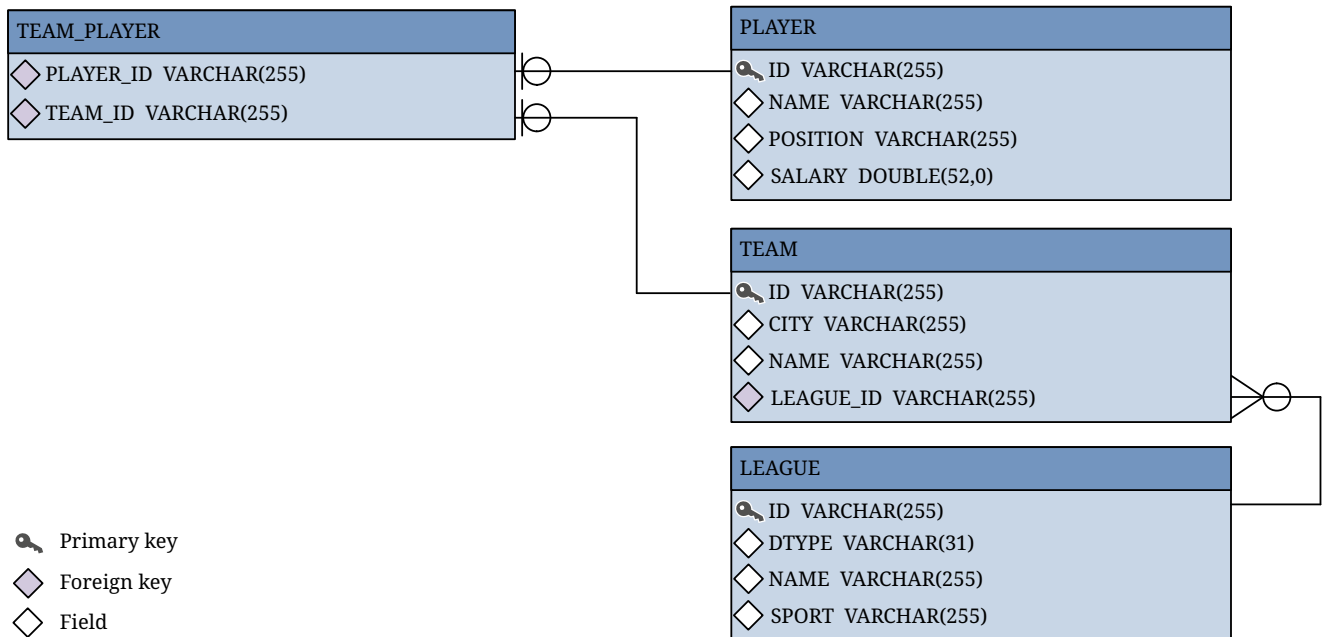 TEAM_PLAYER
PLAYER_ID VARCHAR(255)
TEAM_ID VARCHAR(255)
PLAYER
ID VARCHAR(255)
NAME VARCHAR(255)
POSITION VARCHAR(255)
SALARY DOUBLE(52,0)
TEAM
ID VARCHAR(255)
CITY VARCHAR(255)
NAME VARCHAR(255)
LEAGUE_ID VARCHAR(255)
LEAGUE
ID VARCHAR(255)
DTYPE VARCHAR(31)
NAME VARCHAR(255)
SPORT VARCHAR(255)
Primary key
Foreign key
Field